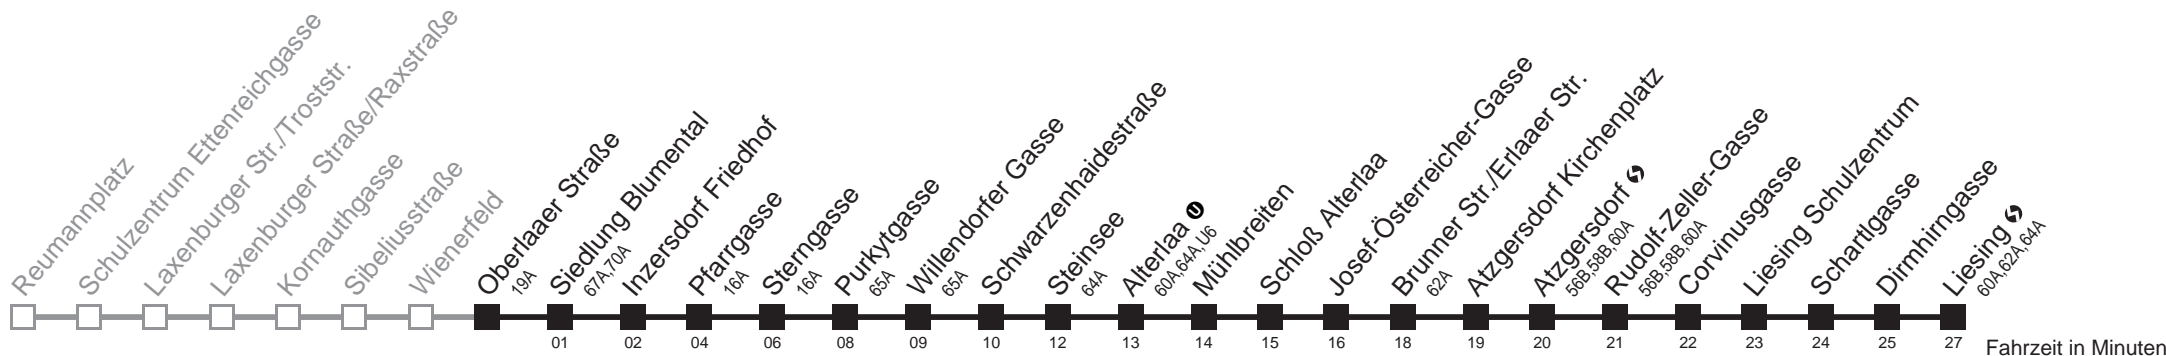 Reumannplatz
Schulzentrum Ettenreichgasse
Laxenburger Str./Troststr.
Laxenburger Straße/Raxstraße
Kornauthgasse
Sibeliusstraße
Wienerfeld
Oberlaaer Straße
19A
Siedlung Blumental
67A,70A
Inzersdorf Friedhof
Pfarrgasse
16A
Sterngasse
16A
Purkytgasse
65A
Willendorfer Gasse
65A
Schwarzenhaidestraße
Steinsee
64A
Alterlaa U
60A,64A,U6
Mühlbreiten
Schloß Alterlaa
Josef-Österreicher-Gasse
Brunner Str./Erlaaer Str.
62A
Atzgersdorf Kirchenplatz
Atzgersdorf
56B,58B,60A
Rudolf-Zeller-Gasse
56B,58B,60A
Corvinusgasse
Liesing Schulzentrum
Schartlgasse
Dirmhirngasse
Liesing
60A,62A,64A
01 02 04 06 08 09 10 12 13 14 15 16 18 19 20 21 22 23 24 25 27 Fahrzeit in Minuten